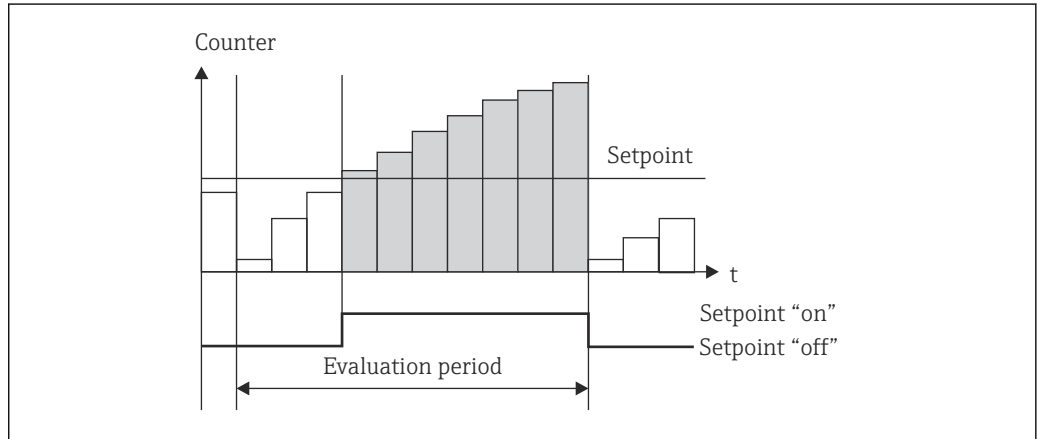 Counter
Setpoint
t
Setpoint “on”
Setpoint “off”
Evaluation period